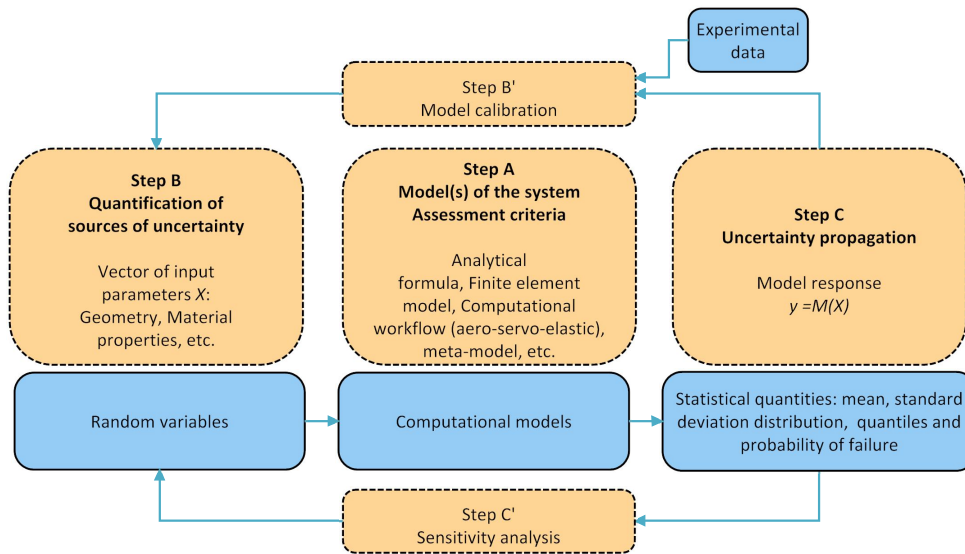 Experimental
data
Step B'
Model calibration
Step B
Quantification of
sources of uncertainty
Vector of input
parameters X:
Geometry, Material
properties, etc.
Step A
Model(s) of the system
Assessment criteria
Analytical
formula, Finite element
model, Computational
workflow (aero-servo-elastic),
meta-model, etc.
Step C
Uncertainty propagation
Model response
y =M(X)
Random variables
Computational models
Statistical quantities: mean, standard
deviation distribution, quantiles and
probability of failure
Step C'
Sensitivity analysis